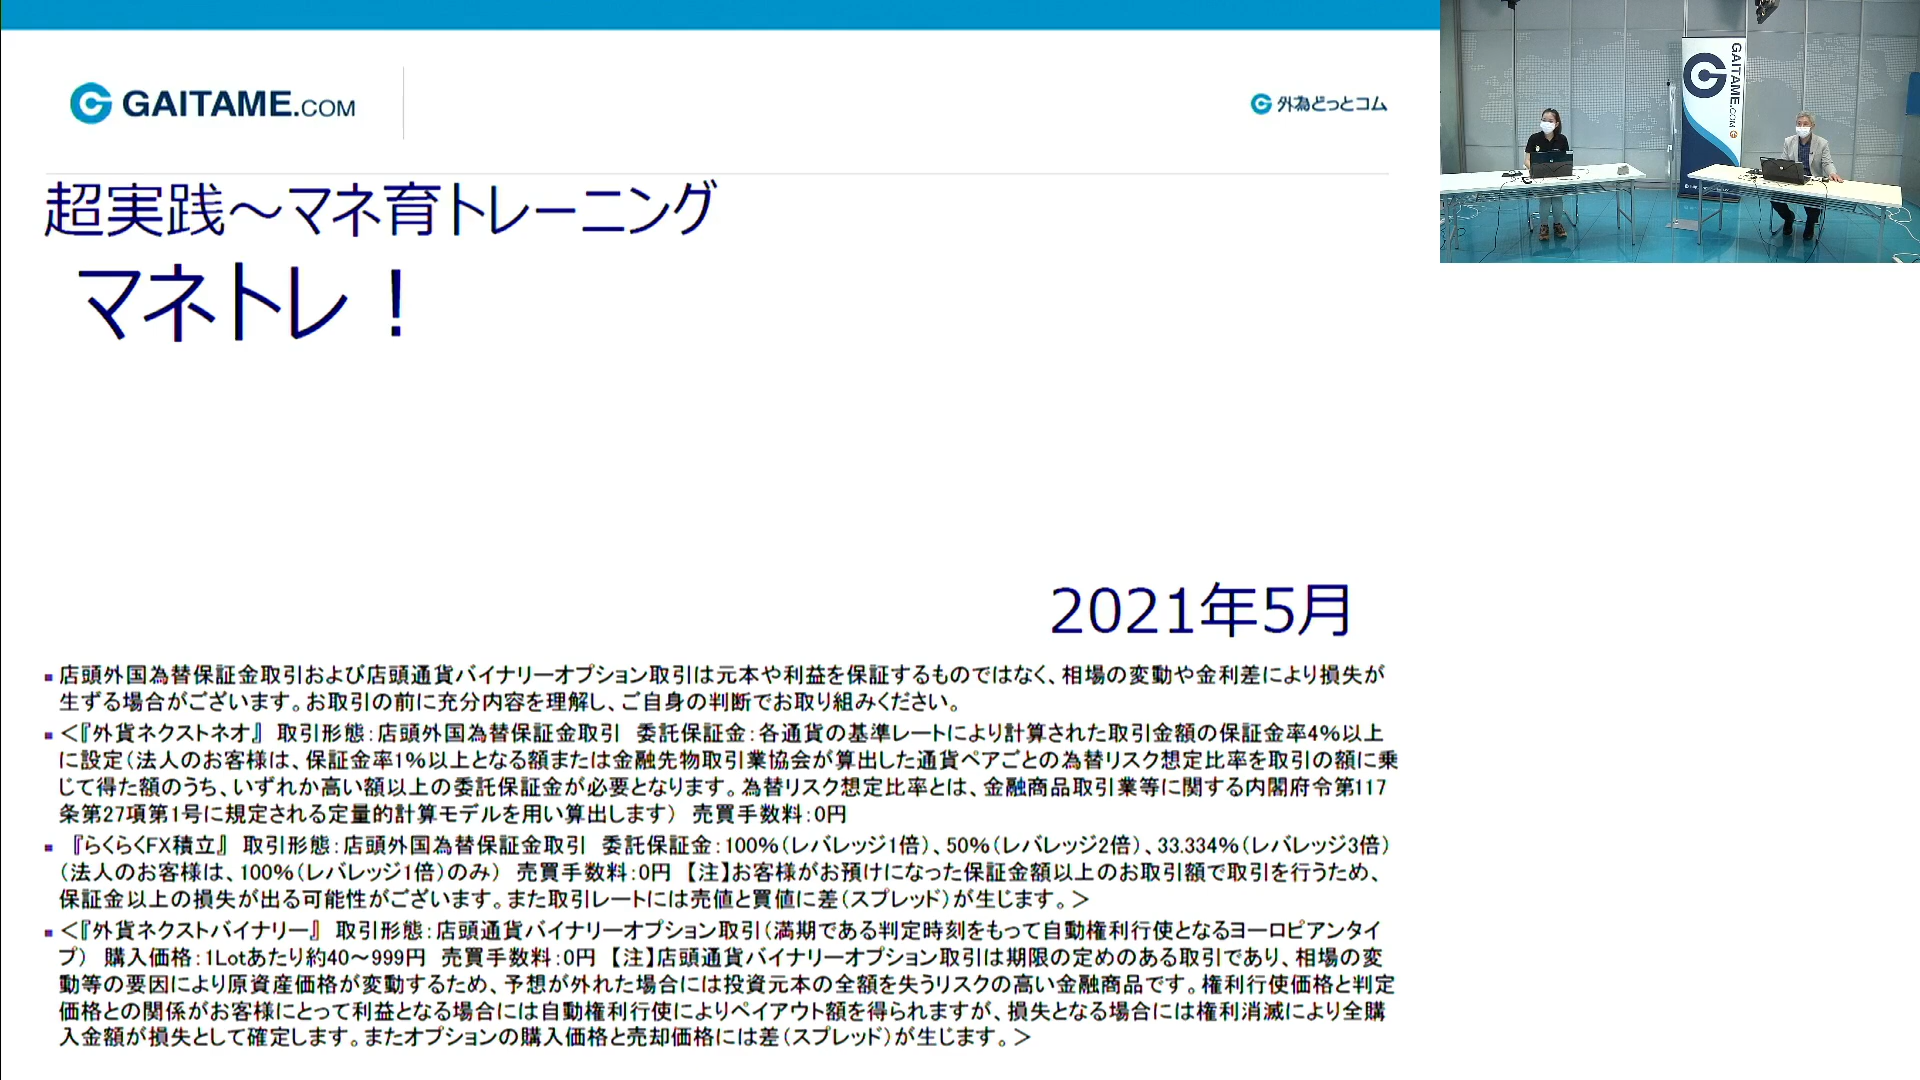 GAITAME.COM
外為どっとコム
超実践～マネ育トレーニング
マネトレ！
2021年5月
店頭外国為替保証金取引および店頭通貨バイナリーオプション取引は元本や利益を保証するものではなく、相場の変動や金利差により損失が
生ずる場合がございます。お取引の前に充分内容を理解し、ご自身の判断でお取り組みください。
＜『外貨ネクストネオ』 取引形態：店頭外国為替保証金取引 委託保証金：各通貨の基準レートにより計算された取引金額の保証金率4%以上
に設定（法人のお客様は、保証金率1%以上となる額または金融先物取引業協会が算出した通貨ペアごとの為替リスク想定比率を取引の額に乗
じて得た額のうち、いずれか高い額以上の委託保証金が必要となります。為替リスク想定比率とは、金融商品取引業等に関する内閣府令第117
条第27項第1号に規定される定量的計算モデルを用い算出します） 売買手数料：0円
『らくらくFX積立』 取引形態：店頭外国為替保証金取引 委託保証金：100%（レバレッジ1倍）、50%（レバレッジ2倍）、33.334%（レバレッジ3倍）
（法人のお客様は、100%（レバレッジ1倍）のみ） 売買手数料：0円 【注】お客様がお預けになった保証金額以上のお取引額で取引を行うため、
保証金以上の損失が出る可能性がございます。また取引レートには売値と買値に差（スプレッド）が生じます。＞
＜『外貨ネクストバイナリー』 取引形態：店頭通貨バイナリーオプション取引（満期である判定時刻をもって自動権利行使となるヨーロピアンタイ
プ） 購入価格：1Lotあたり約40～999円 売買手数料：0円 【注】店頭通貨バイナリーオプション取引は期限の定めのある取引であり、相場の変
動等の要因により原資産価格が変動するため、予想が外れた場合には投資元本の全額を失うリスクの高い金融商品です。権利行使価格と判定
価格との関係がお客様にとって利益となる場合には自動権利行使によりペイアウト額を得られますが、損失となる場合には権利消滅により全購
入金額が損失として確定します。またオプションの購入価格と売却価格には差（スプレッド）が生じます。＞
GAITAME.COM